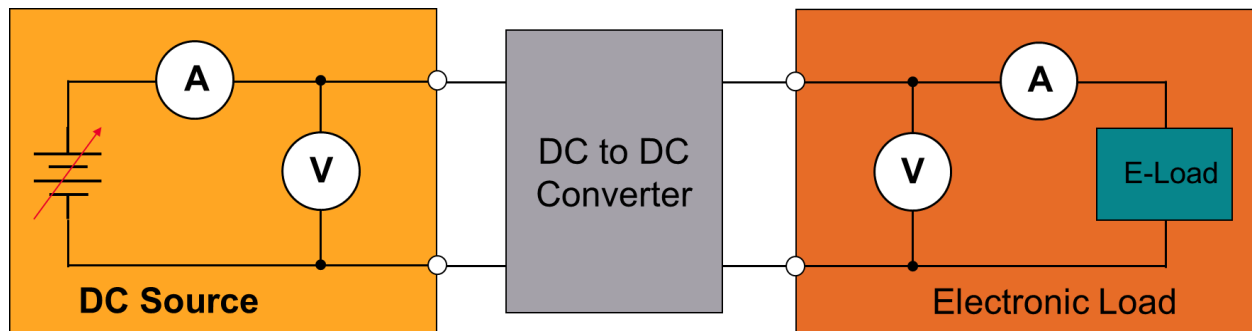 A
V
DC Source
DC to DC
Converter
A
V
E-Load
Electronic Load